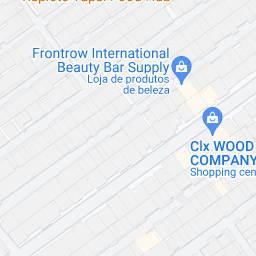 Frontrow International
Beauty Bar Supply
Loja de produtos
de beleza
Clx WOOD
COMPANY
Shopping cen